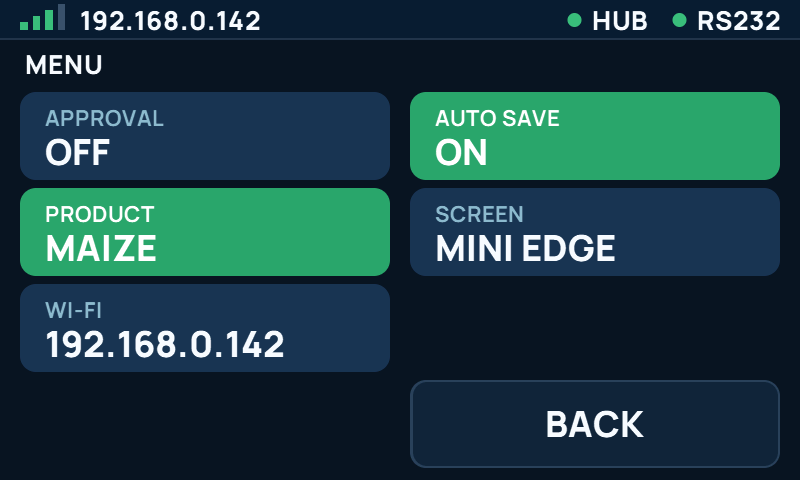 192.168.0.142
HUB
RS232
MENU
APPROVAL
OFF
AUTO SAVE
ON
PRODUCT
MAIZE
SCREEN
MINI EDGE
WI-FI
192.168.0.142
BACK